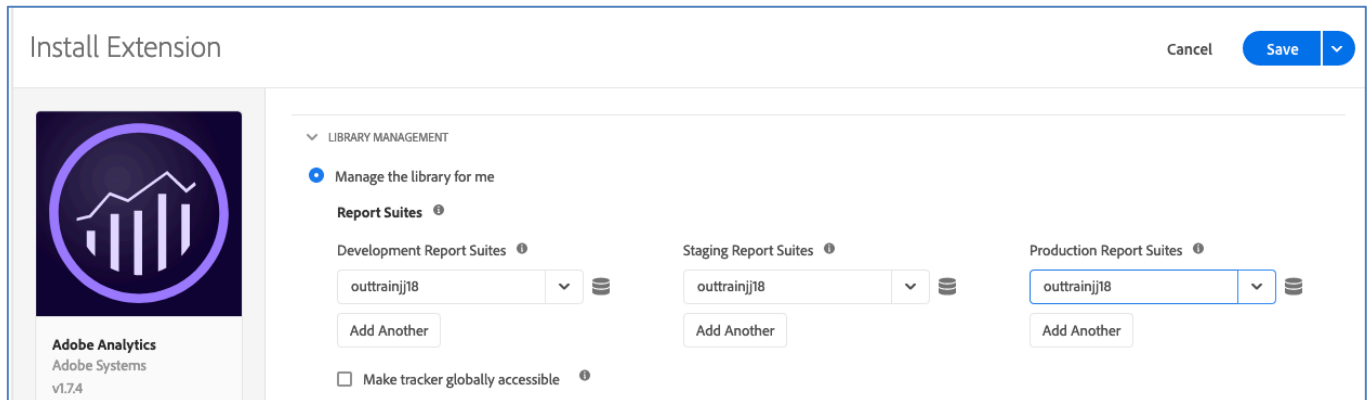 Install Extension
Cancel
Save
LIBRARY MANAGEMENT
Manage the library for me
Report Suites
Development Report Suites
Staging Report Suites
Production Report Suites
outtrainjj18
outtrainjj18
outtrainjj18
Add Another
Add Another
Add Another
Make tracker globally accessible
Adobe Analytics
Adobe Systems
v1.7.4